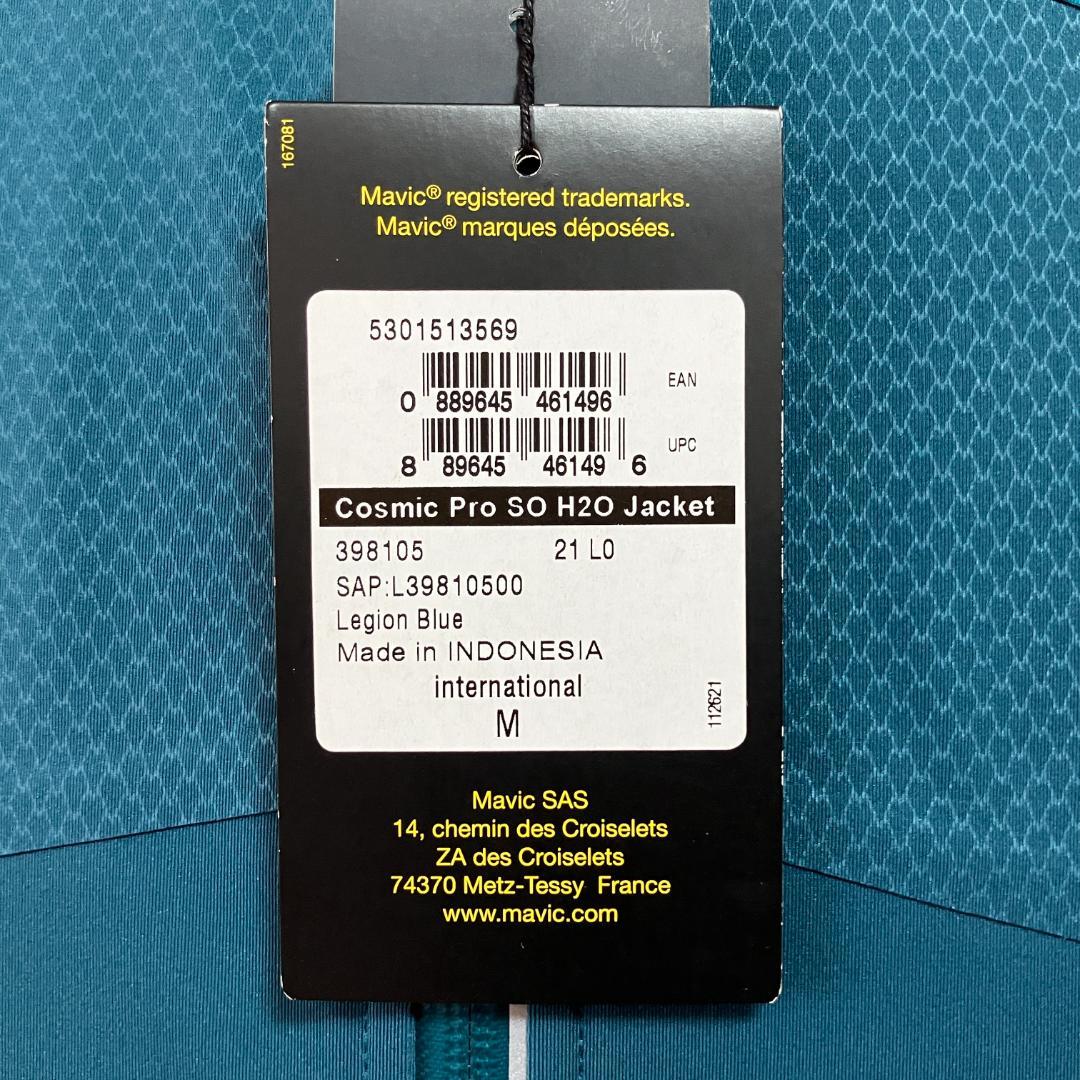 167081
Mavic® registered trademarks.
Mavic® marques déposées.
5301513569
EAN
0 889645 461496
UPC
8 89645 46149 6
Cosmic Pro SO H2O Jacket
398105 21 L0
SAP:L39810500
Legion Blue
Made in INDONESIA
international
M
112621
Mavic SAS
14, chemin des Croiselets
ZA des Croiselets
74370 Metz-Tessy France
www.mavic.com